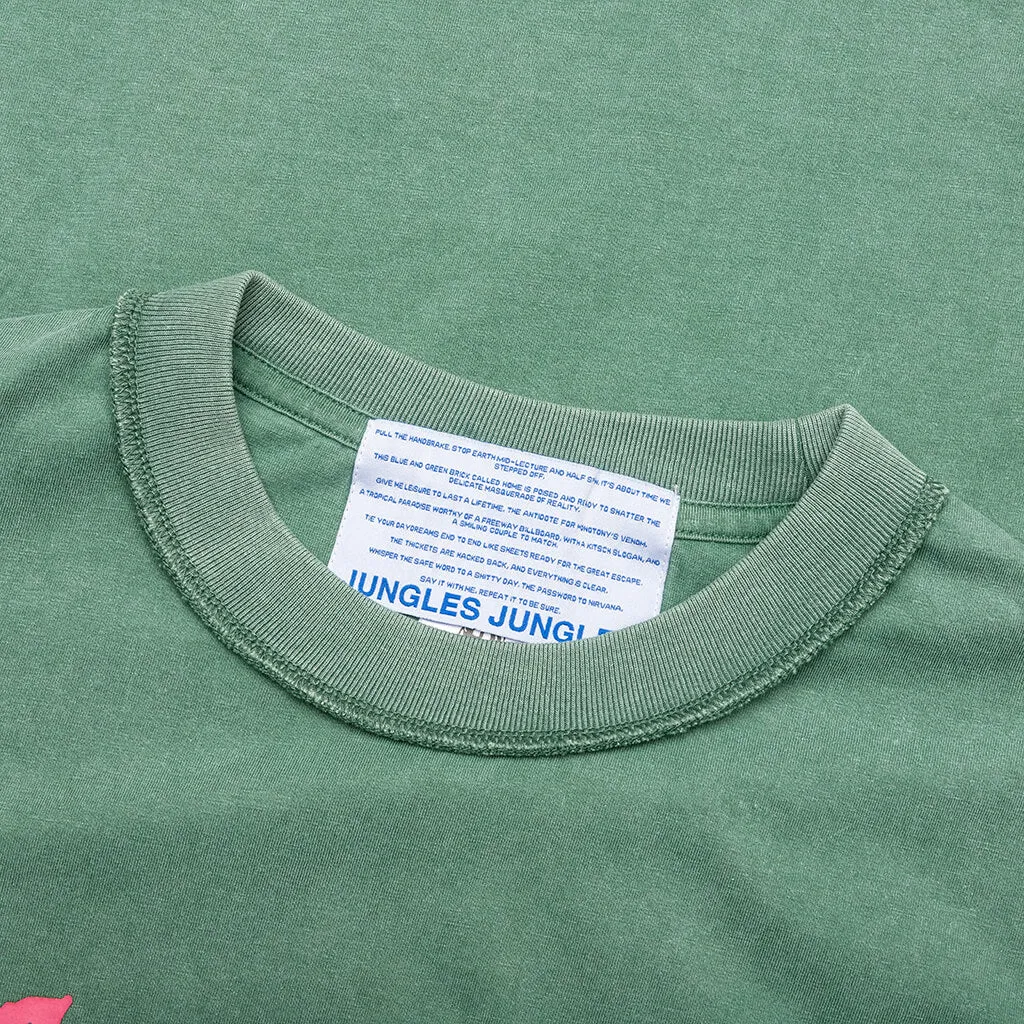 PULL THE HANDBRAKE, STOP EARTH MID-LECTURE AND HALF SPIN. IT'S ABOUT TIME WE
STEPPED OFF.
THIS BLUE AND GREEN BRICK CALLED HOME IS POISED AND READY TO SHATTER THE
DELICATE MASQUERADE OF REALITY.
GIVE ME LEISURE TO LAST A LIFETIME. THE ANTIDOTE FOR MONOTONY'S VENOM.
A TROPICAL PARADISE WORTHY OF A FREEWAY BILLBOARD. WITH A KITSCH SLOGAN, AND
A SMILING COUPLE TO MATCH.
TIE YOUR DAYDREAMS END TO END LIKE SHEETS READY FOR THE GREAT ESCAPE.
THE THICKETS ARE HACKED BACK, AND EVERYTHING IS CLEAR.
WHISPER THE SAFE WORD TO A SHITTY DAY. THE PASSWORD TO NIRVANA.
SAY IT WITH ME. REPEAT IT TO BE SURE.
JUNGLES JUNGLE